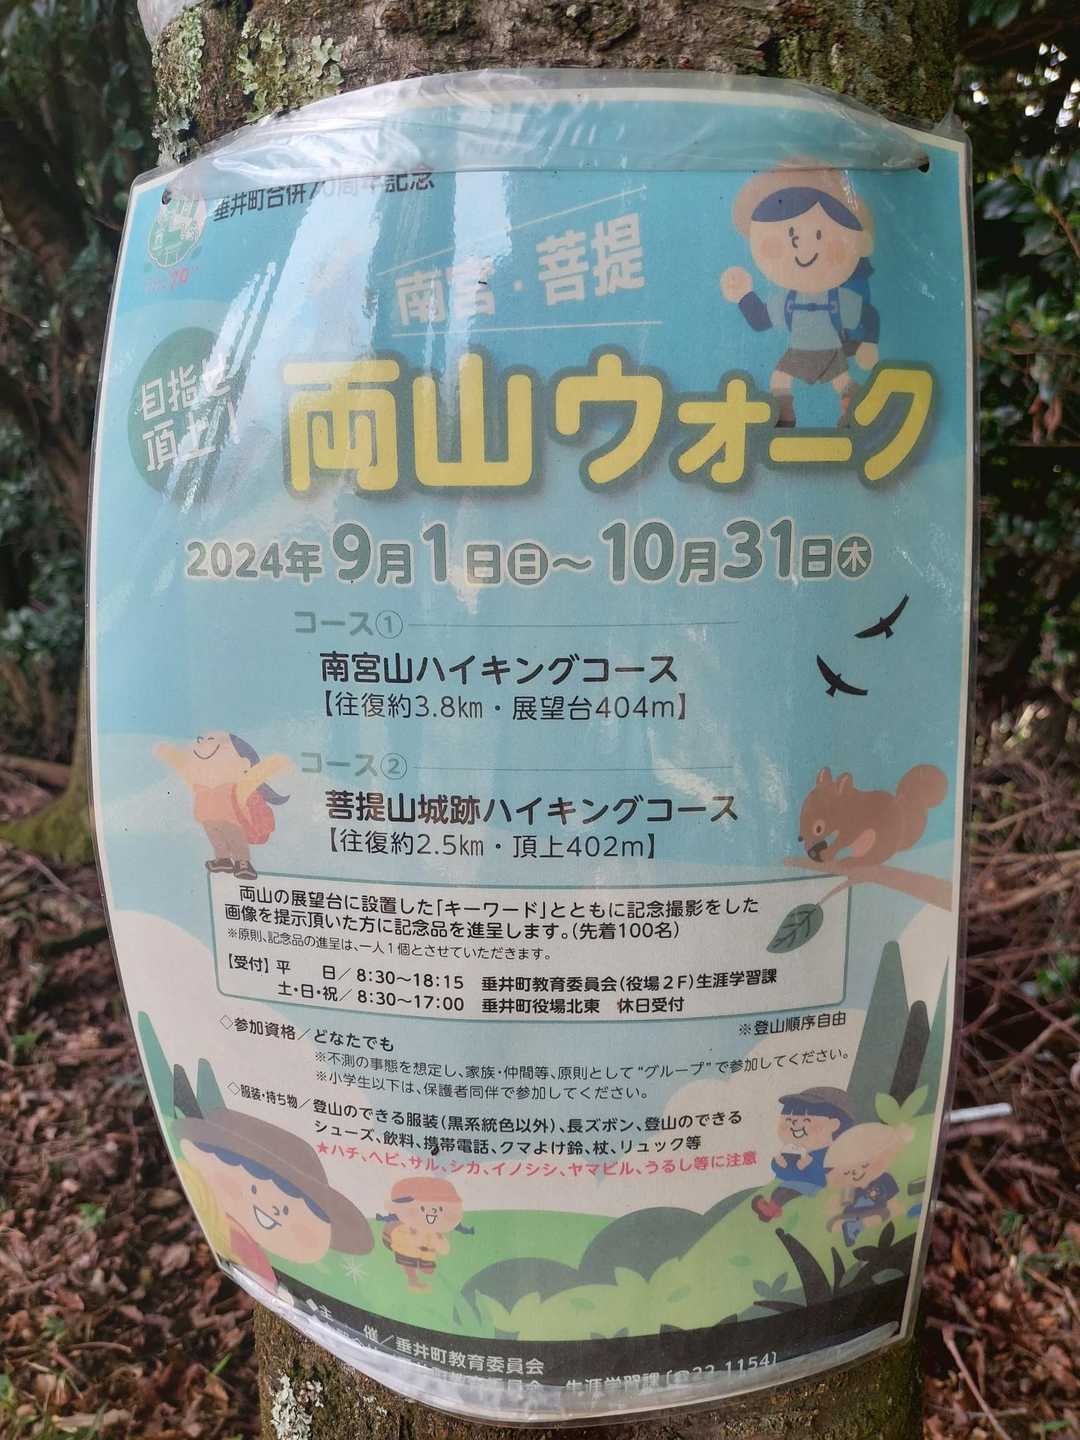 垂井町合併70周年記念
70
南宮・菩提
目指せ
頂上!
両山ウォーク
2024年9月1日㊐～10月31日㊍
コース①
南宮山ハイキングコース
【往復約3.8㎞・展望台404m】
コース②
菩提山城跡ハイキングコース
【往復約2.5㎞・頂上402m】
両山の展望台に設置した「キーワード」とともに記念撮影をした
画像を提示頂いた方に記念品を進呈します。(先着100名)
※原則、記念品の進呈は、一人1個とさせていただきます。
【受付】平　日／8:30～18:15　垂井町教育委員会(役場2F)生涯学習課
土・日・祝／8:30～17:00　垂井町役場北東　休日受付
※登山順序自由
◇参加資格／どなたでも
※不測の事態を想定し、家族・仲間等、原則として“グループ”で参加してください。
※小学生以下は、保護者同伴で参加してください。
◇服装・持ち物／登山のできる服装(黒系統色以外)、長ズボン、登山のできる
シューズ、飲料、携帯電話、クマよけ鈴、杖、リュック等
★ハチ、ヘビ、サル、シカ、イノシシ、ヤマビル、うるし等に注意
◆主　催／垂井町教育委員会
垂井町教育委員会　生涯学習課［☎22-1154］